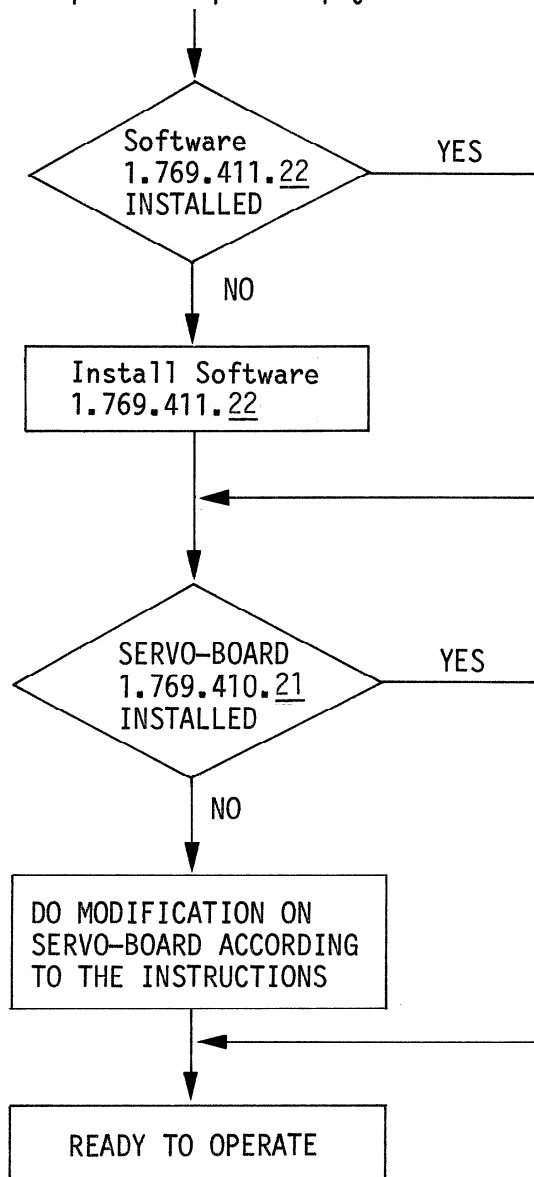 Software
1.769.411.22
INSTALLED
YES
NO
Install Software
1.769.411.22
SERVO-BOARD
1.769.410.21
INSTALLED
YES
NO
DO MODIFICATION ON
SERVO-BOARD ACCORDING
TO THE INSTRUCTIONS
READY TO OPERATE